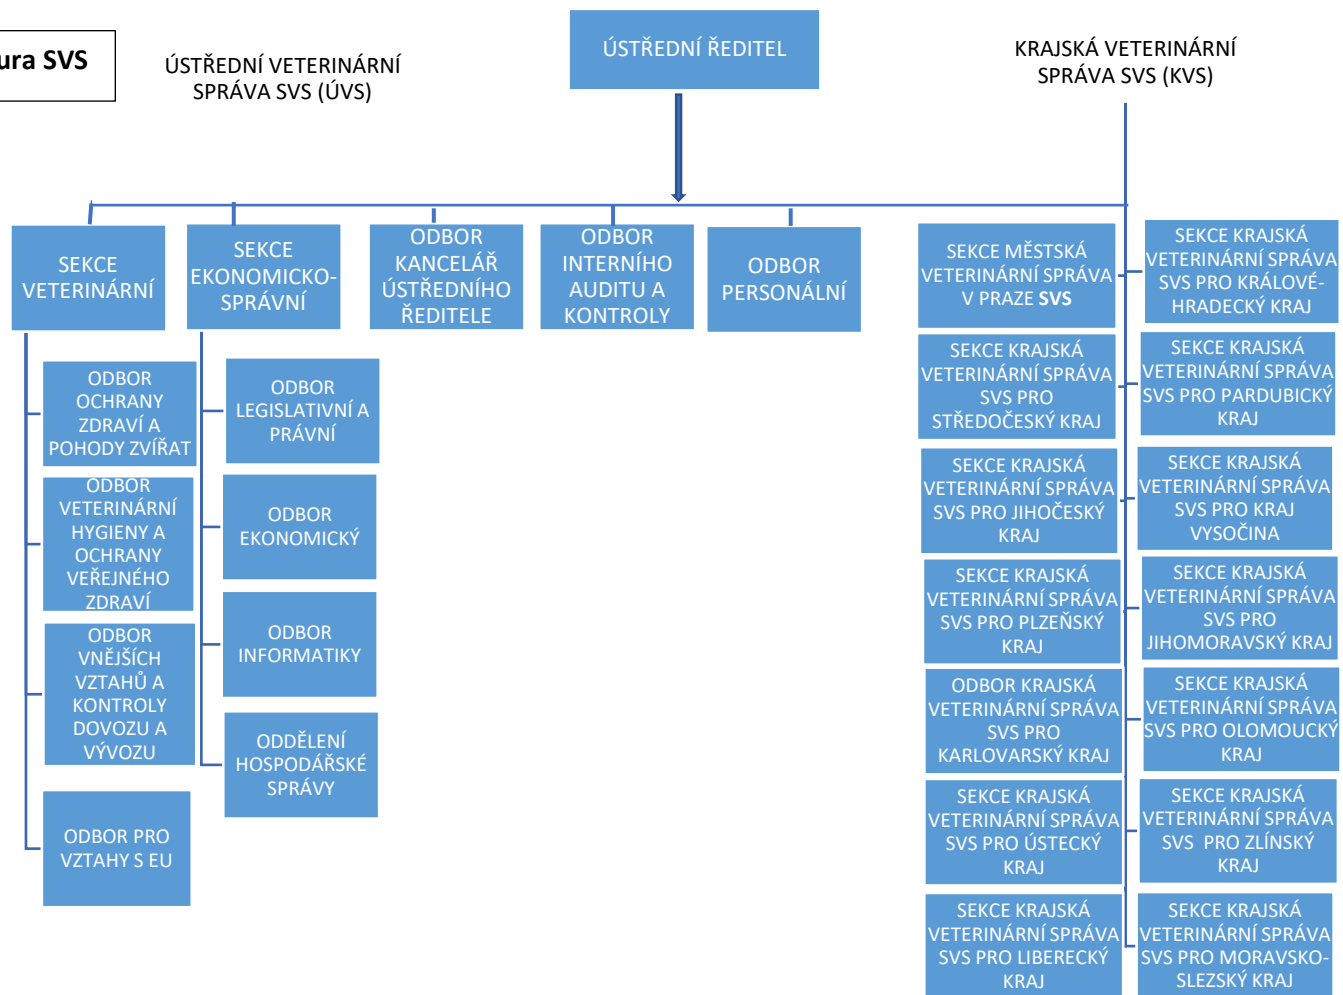 ura SVS
ÚSTŘEDNÍ VETERINÁRNÍ
SPRÁVA SVS (ÚVS)
ÚSTŘEDNÍ ŘEDITEL
KRAJSKÁ VETERINÁRNÍ
SPRÁVA SVS (KVS)
SEKCE
VETERINÁRNÍ
SEKCE
EKONOMICKO-
SPRÁVNÍ
ODBOR
KANCELÁŘ
ÚSTŘEDNÍHO
ŘEDITELE
ODBOR
INTERNÍHO
AUDITU A
KONTROLY
ODBOR
PERSONÁLNÍ
ODBOR
OCHRANY
ZDRAVÍ A
POHODY ZVÍŘAT
ODBOR
VETERINÁRNÍ
HYGIENY A
OCHRANY
VEŘEJNÉHO
ZDRAVÍ
ODBOR
VNĚJŠÍCH
VZTAHŮ A
KONTROLY
DOVOZU A
VÝVOZU
ODBOR PRO
VZTAHY S EU
ODBOR
LEGISLATIVNÍ A
PRÁVNÍ
ODBOR
EKONOMICKÝ
ODBOR
INFORMATIKY
ODDĚLENÍ
HOSPODÁŘSKÉ
SPRÁVY
SEKCE MĚSTSKÁ
VETERINÁRNÍ SPRÁVA
V PRAZE SVS
SEKCE KRAJSKÁ
VETERINÁRNÍ SPRÁVA
SVS PRO
STŘEDOČESKÝ KRAJ
SEKCE KRAJSKÁ
VETERINÁRNÍ SPRÁVA
SVS PRO JIHOČESKÝ
KRAJ
SEKCE KRAJSKÁ
VETERINÁRNÍ SPRÁVA
SVS PRO PLZEŇSKÝ
KRAJ
ODBOR KRAJSKÁ
VETERINÁRNÍ SPRÁVA
SVS PRO
KARLOVARSKÝ KRAJ
SEKCE KRAJSKÁ
VETERINÁRNÍ SPRÁVA
SVS PRO ÚSTECKÝ
KRAJ
SEKCE KRAJSKÁ
VETERINÁRNÍ SPRÁVA
SVS PRO LIBERECKÝ
KRAJ
SEKCE KRAJSKÁ
VETERINÁRNÍ SPRÁVA
SVS PRO KRÁLOVÉ-
HRADECKÝ KRAJ
SEKCE KRAJSKÁ
VETERINÁRNÍ SPRÁVA
SVS PRO PARDUBICKÝ
KRAJ
SEKCE KRAJSKÁ
VETERINÁRNÍ SPRÁVA
SVS PRO KRAJ
VYSOČINA
SEKCE KRAJSKÁ
VETERINÁRNÍ SPRÁVA
SVS PRO
JIHOMORAVSKÝ KRAJ
SEKCE KRAJSKÁ
VETERINÁRNÍ SPRÁVA
SVS PRO OLOMOUCKÝ
KRAJ
SEKCE KRAJSKÁ
VETERINÁRNÍ SPRÁVA
SVS PRO ZLÍNSKÝ
KRAJ
SEKCE KRAJSKÁ
VETERINÁRNÍ SPRÁVA
SVS PRO MORAVSKO-
SLEZSKÝ KRAJ